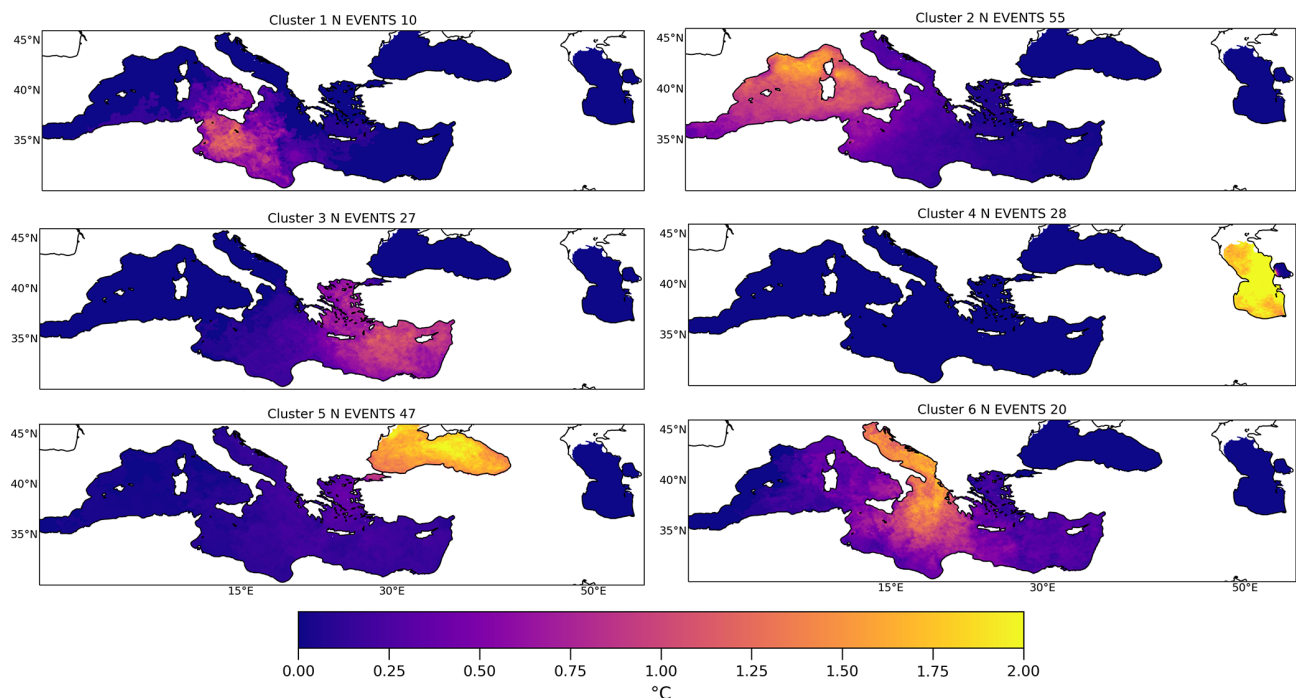 Cluster 1 N EVENTS 10
45°N
40°N
35°N
Cluster 2 N EVENTS 55
45°N
40°N
35°N
Cluster 3 N EVENTS 27
45°N
40°N
35°N
Cluster 4 N EVENTS 28
45°N
40°N
35°N
Cluster 5 N EVENTS 47
45°N
40°N
35°N
15°E 30°E 50°E
Cluster 6 N EVENTS 20
45°N
40°N
35°N
15°E 30°E 50°E
0.00 0.25 0.50 0.75 1.00 1.25 1.50 1.75 2.00
°C